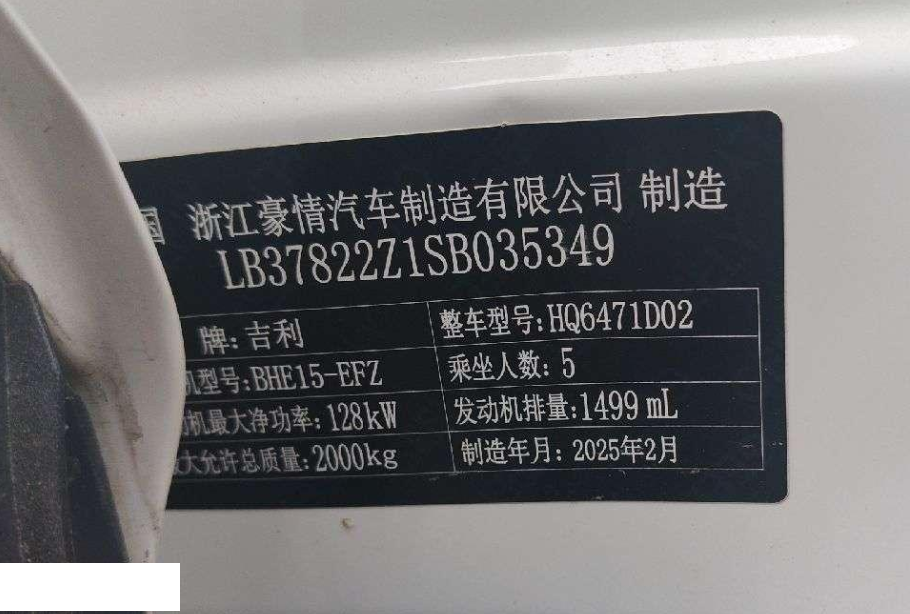 国 浙江豪情汽车制造有限公司 制造
LB37822Z1SB035349
牌: 吉利 整车型号: HQ6471D02
机型号: BHE15-EFZ 乘坐人数: 5
机最大净功率: 128kW 发动机排量: 1499 mL
大允许总质量: 2000kg 制造年月: 2025年2月